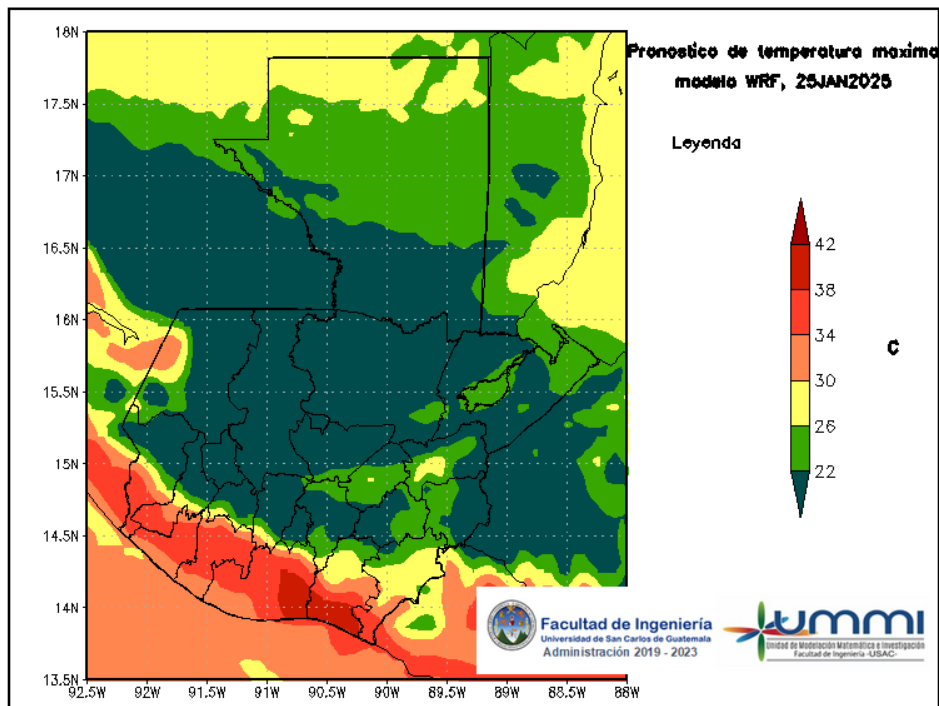 Pronostico de temperatura maxima
modelo WRF, 25JAN2025
Leyenda
42
38
34
30
26
22
C
18N
17.5N
17N
16.5N
16N
15.5N
15N
14.5N
14N
13.5N
92.5W
92W
91.5W
91W
90.5W
90W
89.5W
89W
88.5W
88W
Facultad de Ingeniería
Universidad de San Carlos de Guatemala
Administración 2019 - 2023
UMMI
Unidad de Modelación Matemática e Investigación
Facultad de Ingeniería -USAC-